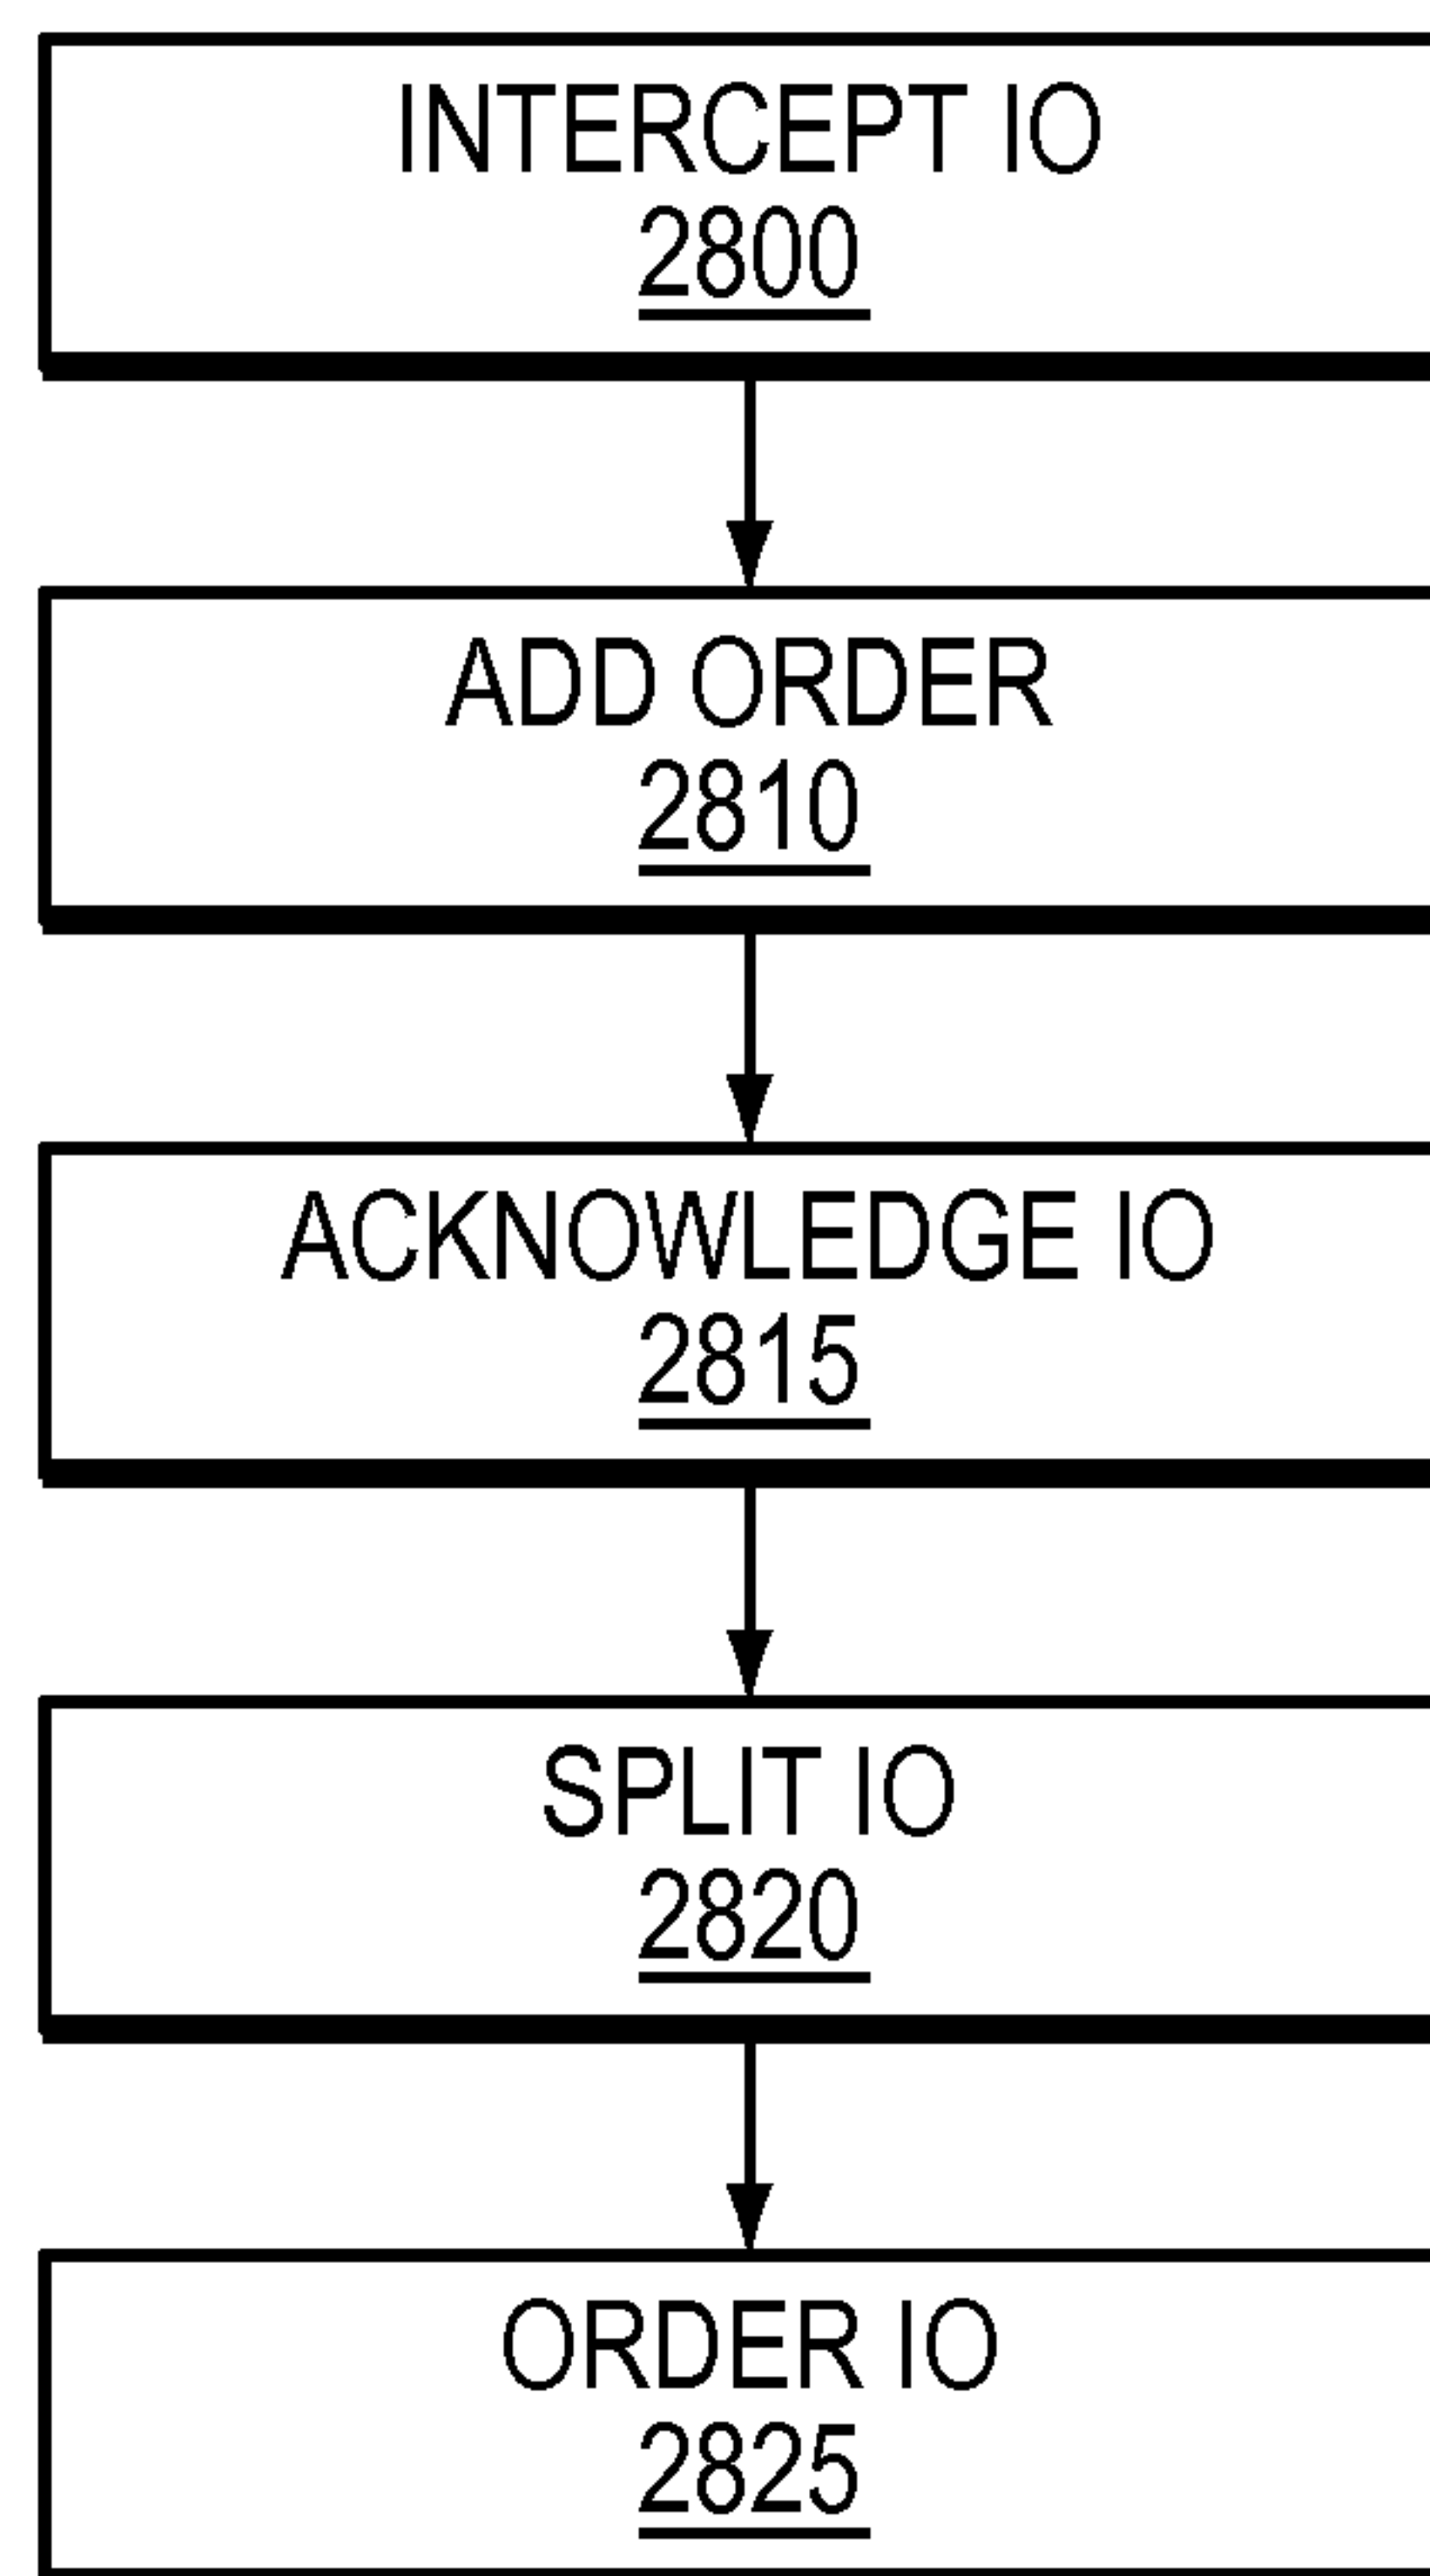 INTERCEPT IO
2800
ADD ORDER
2810
ACKNOWLEDGE IO
2815
SPLIT IO
2820
ORDER IO
2825